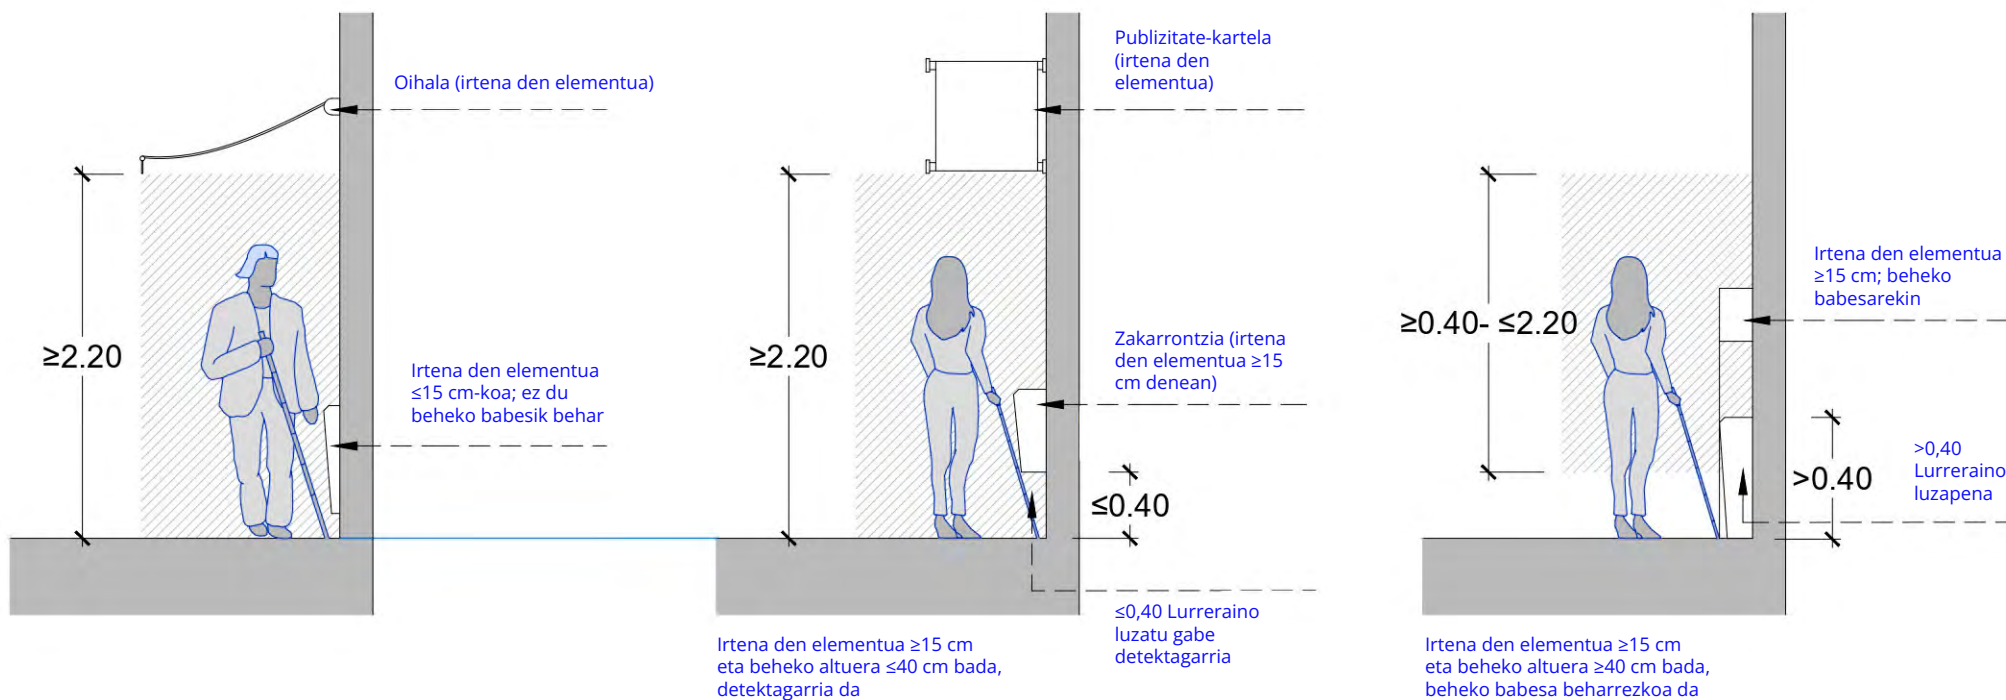 Oihala (irtena den elementua)
≥2.20
Irtena den elementua
≤15 cm-koa; ez du
beheko babesik behar
Publizitate-kartela
(irtena den
elementua)
≥2.20
Zakarrontzia (irtena
den elementua ≥15
cm denean)
≤0.40
≤0,40 Lurreraino
luzatu gabe
detektagarria
Irtena den elementua ≥15 cm
eta beheko altuera ≤40 cm bada,
detektagarria da
≥0.40- ≤2.20
Irtena den elementua
≥15 cm; beheko
babesarekin
>0.40
>0,40
Lurreraino
luzapena
Irtena den elementua ≥15 cm
eta beheko altuera ≥40 cm bada,
beheko babesa beharrezkoa da